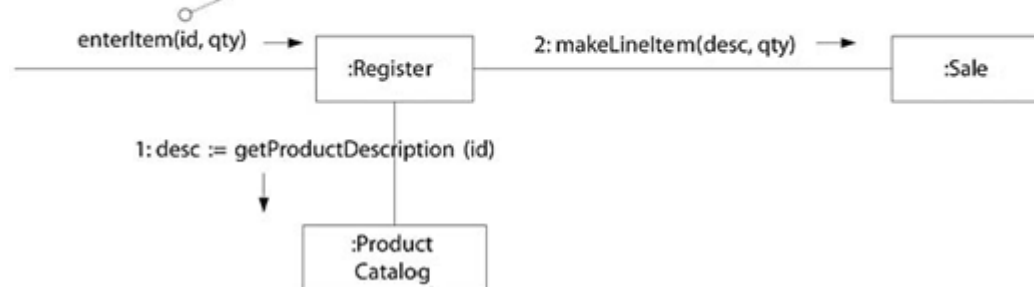 enterItem(id, qty)
2: makeLineItem(desc, qty)
:Register
:Sale
1: desc := getProductDescription (id)
:Product
Catalog